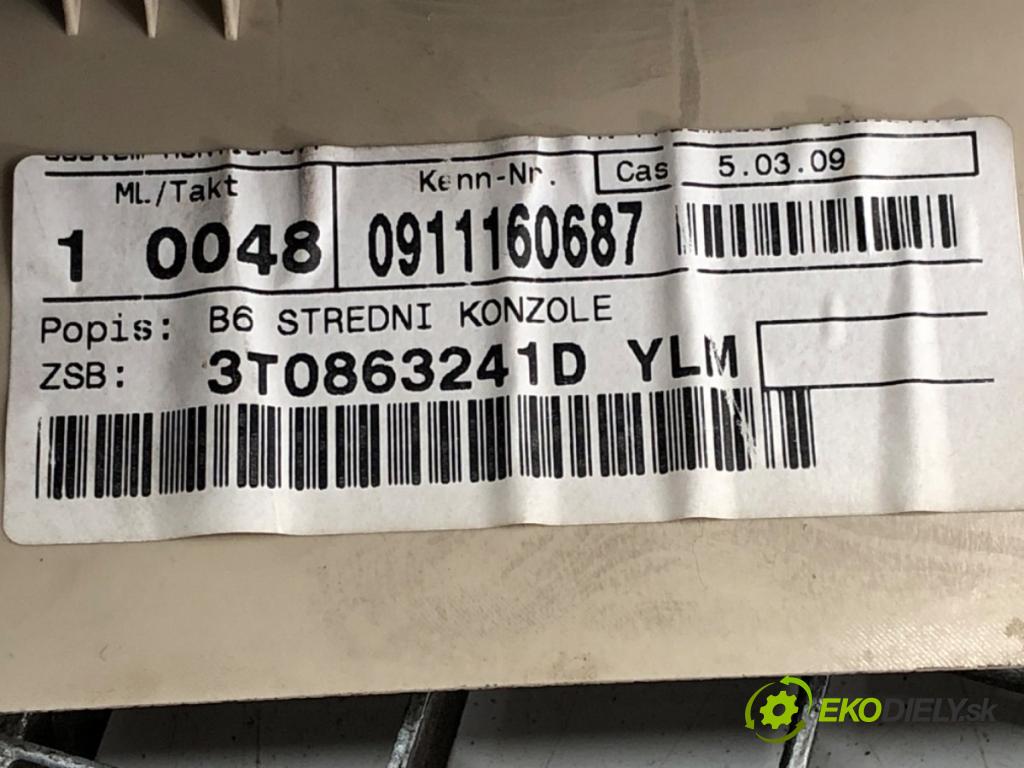 ML./Takt
Kenn-Nr.
Cas 5.03.09
1 0048
0911160687
Popis: B6 STREDNI KONZOLE
ZSB: 3T0863241D YLM
EKODIELY.sk